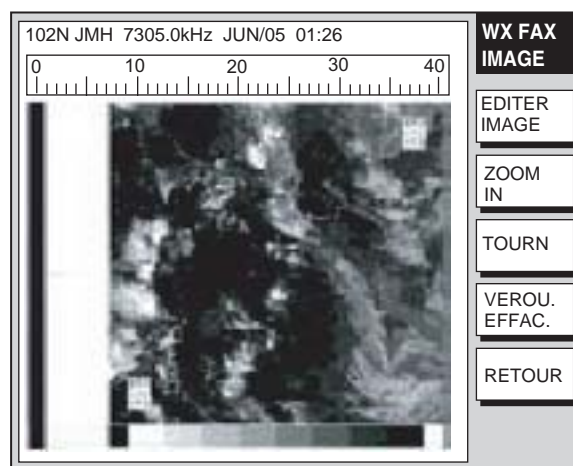 102N JMH 7305.0kHz JUN/05 01:26
0 10 20 30 40
WX FAX
IMAGE
EDITER
IMAGE
ZOOM
IN
TOURN
VEROU.
EFFAC.
RETOUR